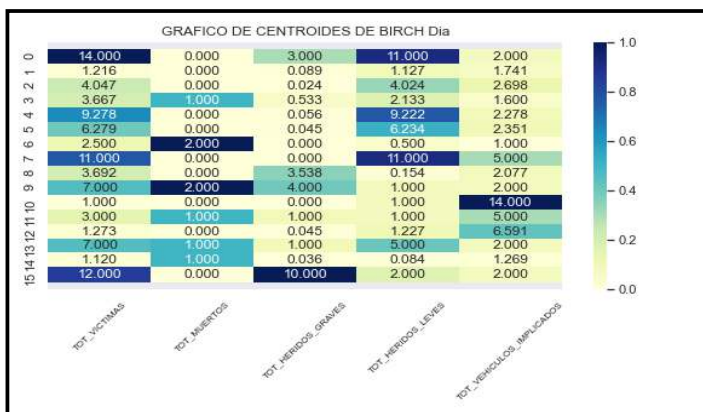 GRAFICO DE CENTROIDES DE BIRCH Dia
0 14.000 0.000 3.000 11.000 2.000
1 1.216 0.000 0.089 1.127 1.741
2 4.047 0.000 0.024 4.024 2.698
3 3.667 1.000 0.533 2.133 1.600
4 9.278 0.000 0.056 9.222 2.278
5 6.279 0.000 0.045 6.234 2.351
6 2.500 2.000 0.000 0.500 1.000
7 11.000 0.000 0.000 11.000 5.000
8 3.692 0.000 3.538 0.154 2.077
9 7.000 2.000 4.000 1.000 2.000
10 1.000 0.000 0.000 1.000 14.000
11 3.000 1.000 1.000 1.000 5.000
12 1.273 0.000 0.045 1.227 6.591
13 7.000 1.000 1.000 5.000 2.000
14 1.120 1.000 0.036 0.084 1.269
15 12.000 0.000 10.000 2.000 2.000
TOT_VICTIMAS TOT_MUERTOS TOT_HERIDOS_GRAVES TOT_HERIDOS_LEVES TOT_VEHICULOS_IMPLICADOS
1.0
0.8
0.6
0.4
0.2
0.0